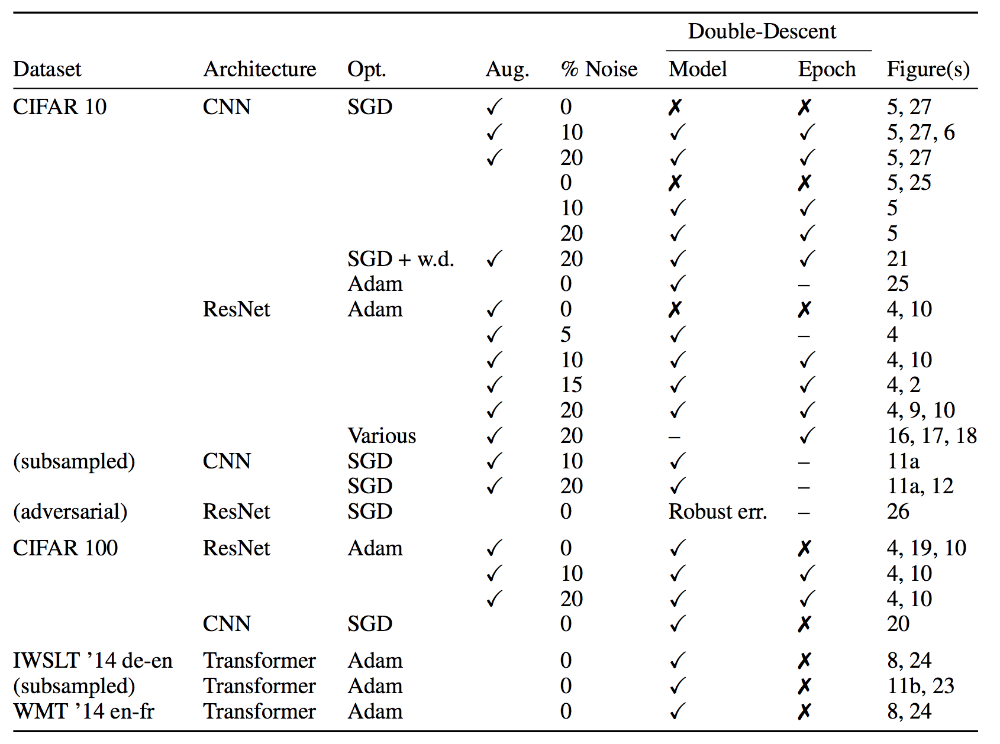 Double-Descent
Dataset Architecture Opt. Aug. % Noise Model Epoch Figure(s)
CIFAR 10 CNN SGD ✓ 0 ✗ ✗ 5, 27
✓ 10 ✓ ✓ 5, 27, 6
✓ 20 ✓ ✓ 5, 27
0 ✗ ✗ 5, 25
10 ✓ ✓ 5
20 ✓ ✓ 5
SGD + w.d. ✓ 20 ✓ ✓ 21
Adam 0 ✓ – 25
ResNet Adam ✓ 0 ✗ ✗ 4, 10
✓ 5 ✓ – 4
✓ 10 ✓ ✓ 4, 10
✓ 15 ✓ ✓ 4, 2
✓ 20 ✓ ✓ 4, 9, 10
Various ✓ 20 – ✓ 16, 17, 18
(subsampled) CNN SGD ✓ 10 ✓ – 11a
SGD ✓ 20 ✓ – 11a, 12
(adversarial) ResNet SGD 0 Robust err. – 26
CIFAR 100 ResNet Adam ✓ 0 ✓ ✗ 4, 19, 10
✓ 10 ✓ ✓ 4, 10
✓ 20 ✓ ✓ 4, 10
CNN SGD 0 ✓ ✗ 20
IWSLT ’14 de-en Transformer Adam 0 ✓ ✗ 8, 24
(subsampled) Transformer Adam 0 ✓ ✗ 11b, 23
WMT ’14 en-fr Transformer Adam 0 ✓ ✗ 8, 24